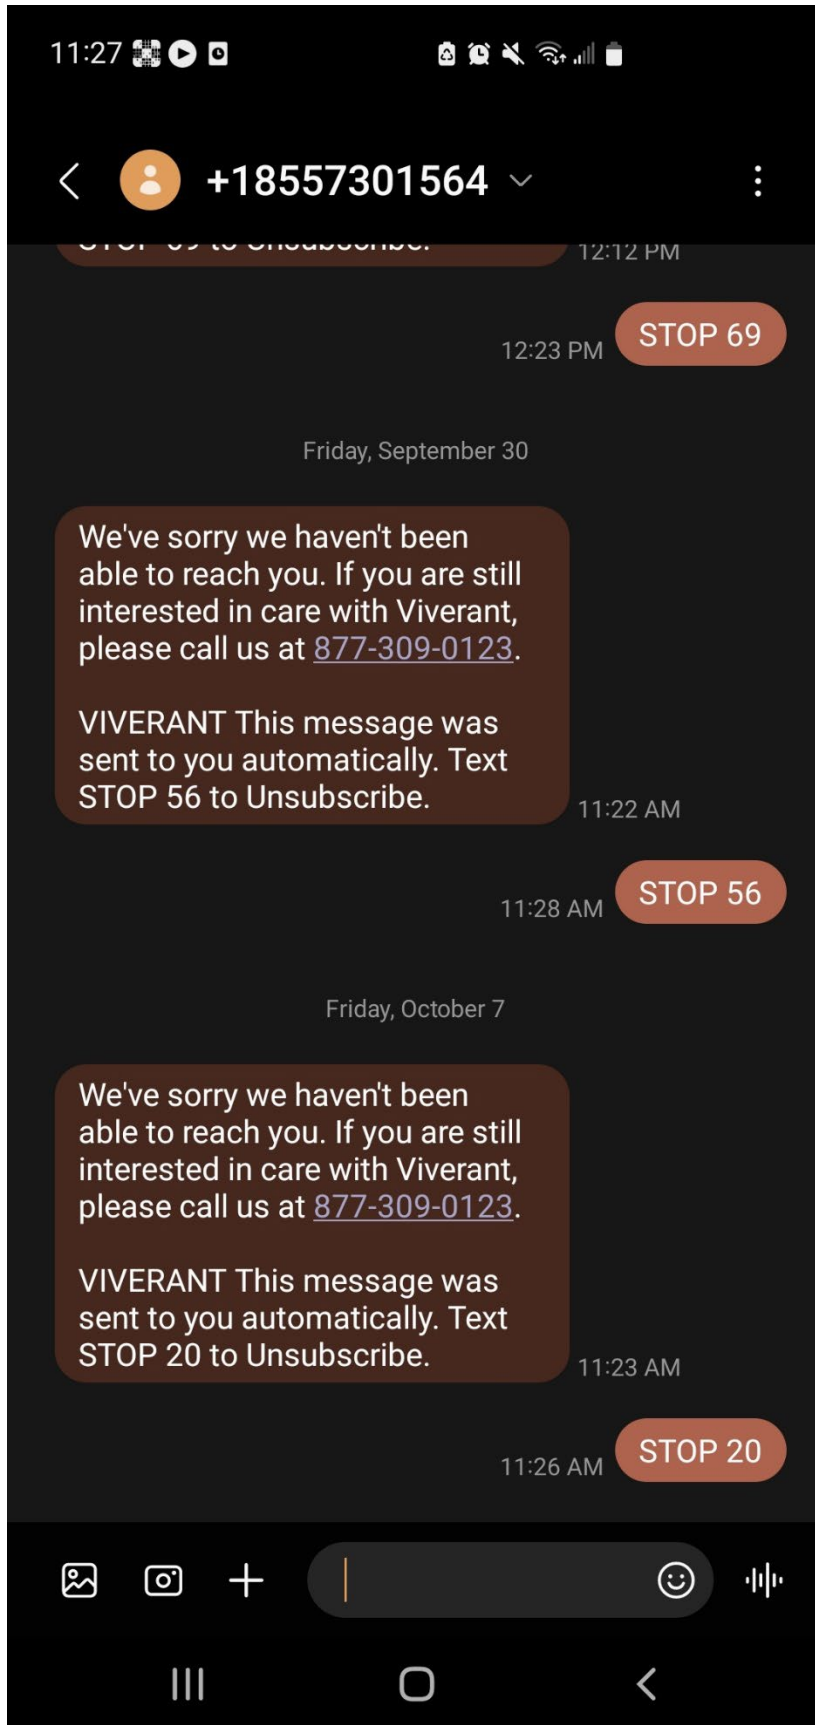 11:27
+18557301564
STOP 69 to Unsubscribe.
12:12 PM
STOP 69
12:23 PM
Friday, September 30
We've sorry we haven't been
able to reach you. If you are still
interested in care with Viverant,
please call us at 877-309-0123.
VIVERANT This message was
sent to you automatically. Text
STOP 56 to Unsubscribe.
11:22 AM
STOP 56
11:28 AM
Friday, October 7
We've sorry we haven't been
able to reach you. If you are still
interested in care with Viverant,
please call us at 877-309-0123.
VIVERANT This message was
sent to you automatically. Text
STOP 20 to Unsubscribe.
11:23 AM
STOP 20
11:26 AM